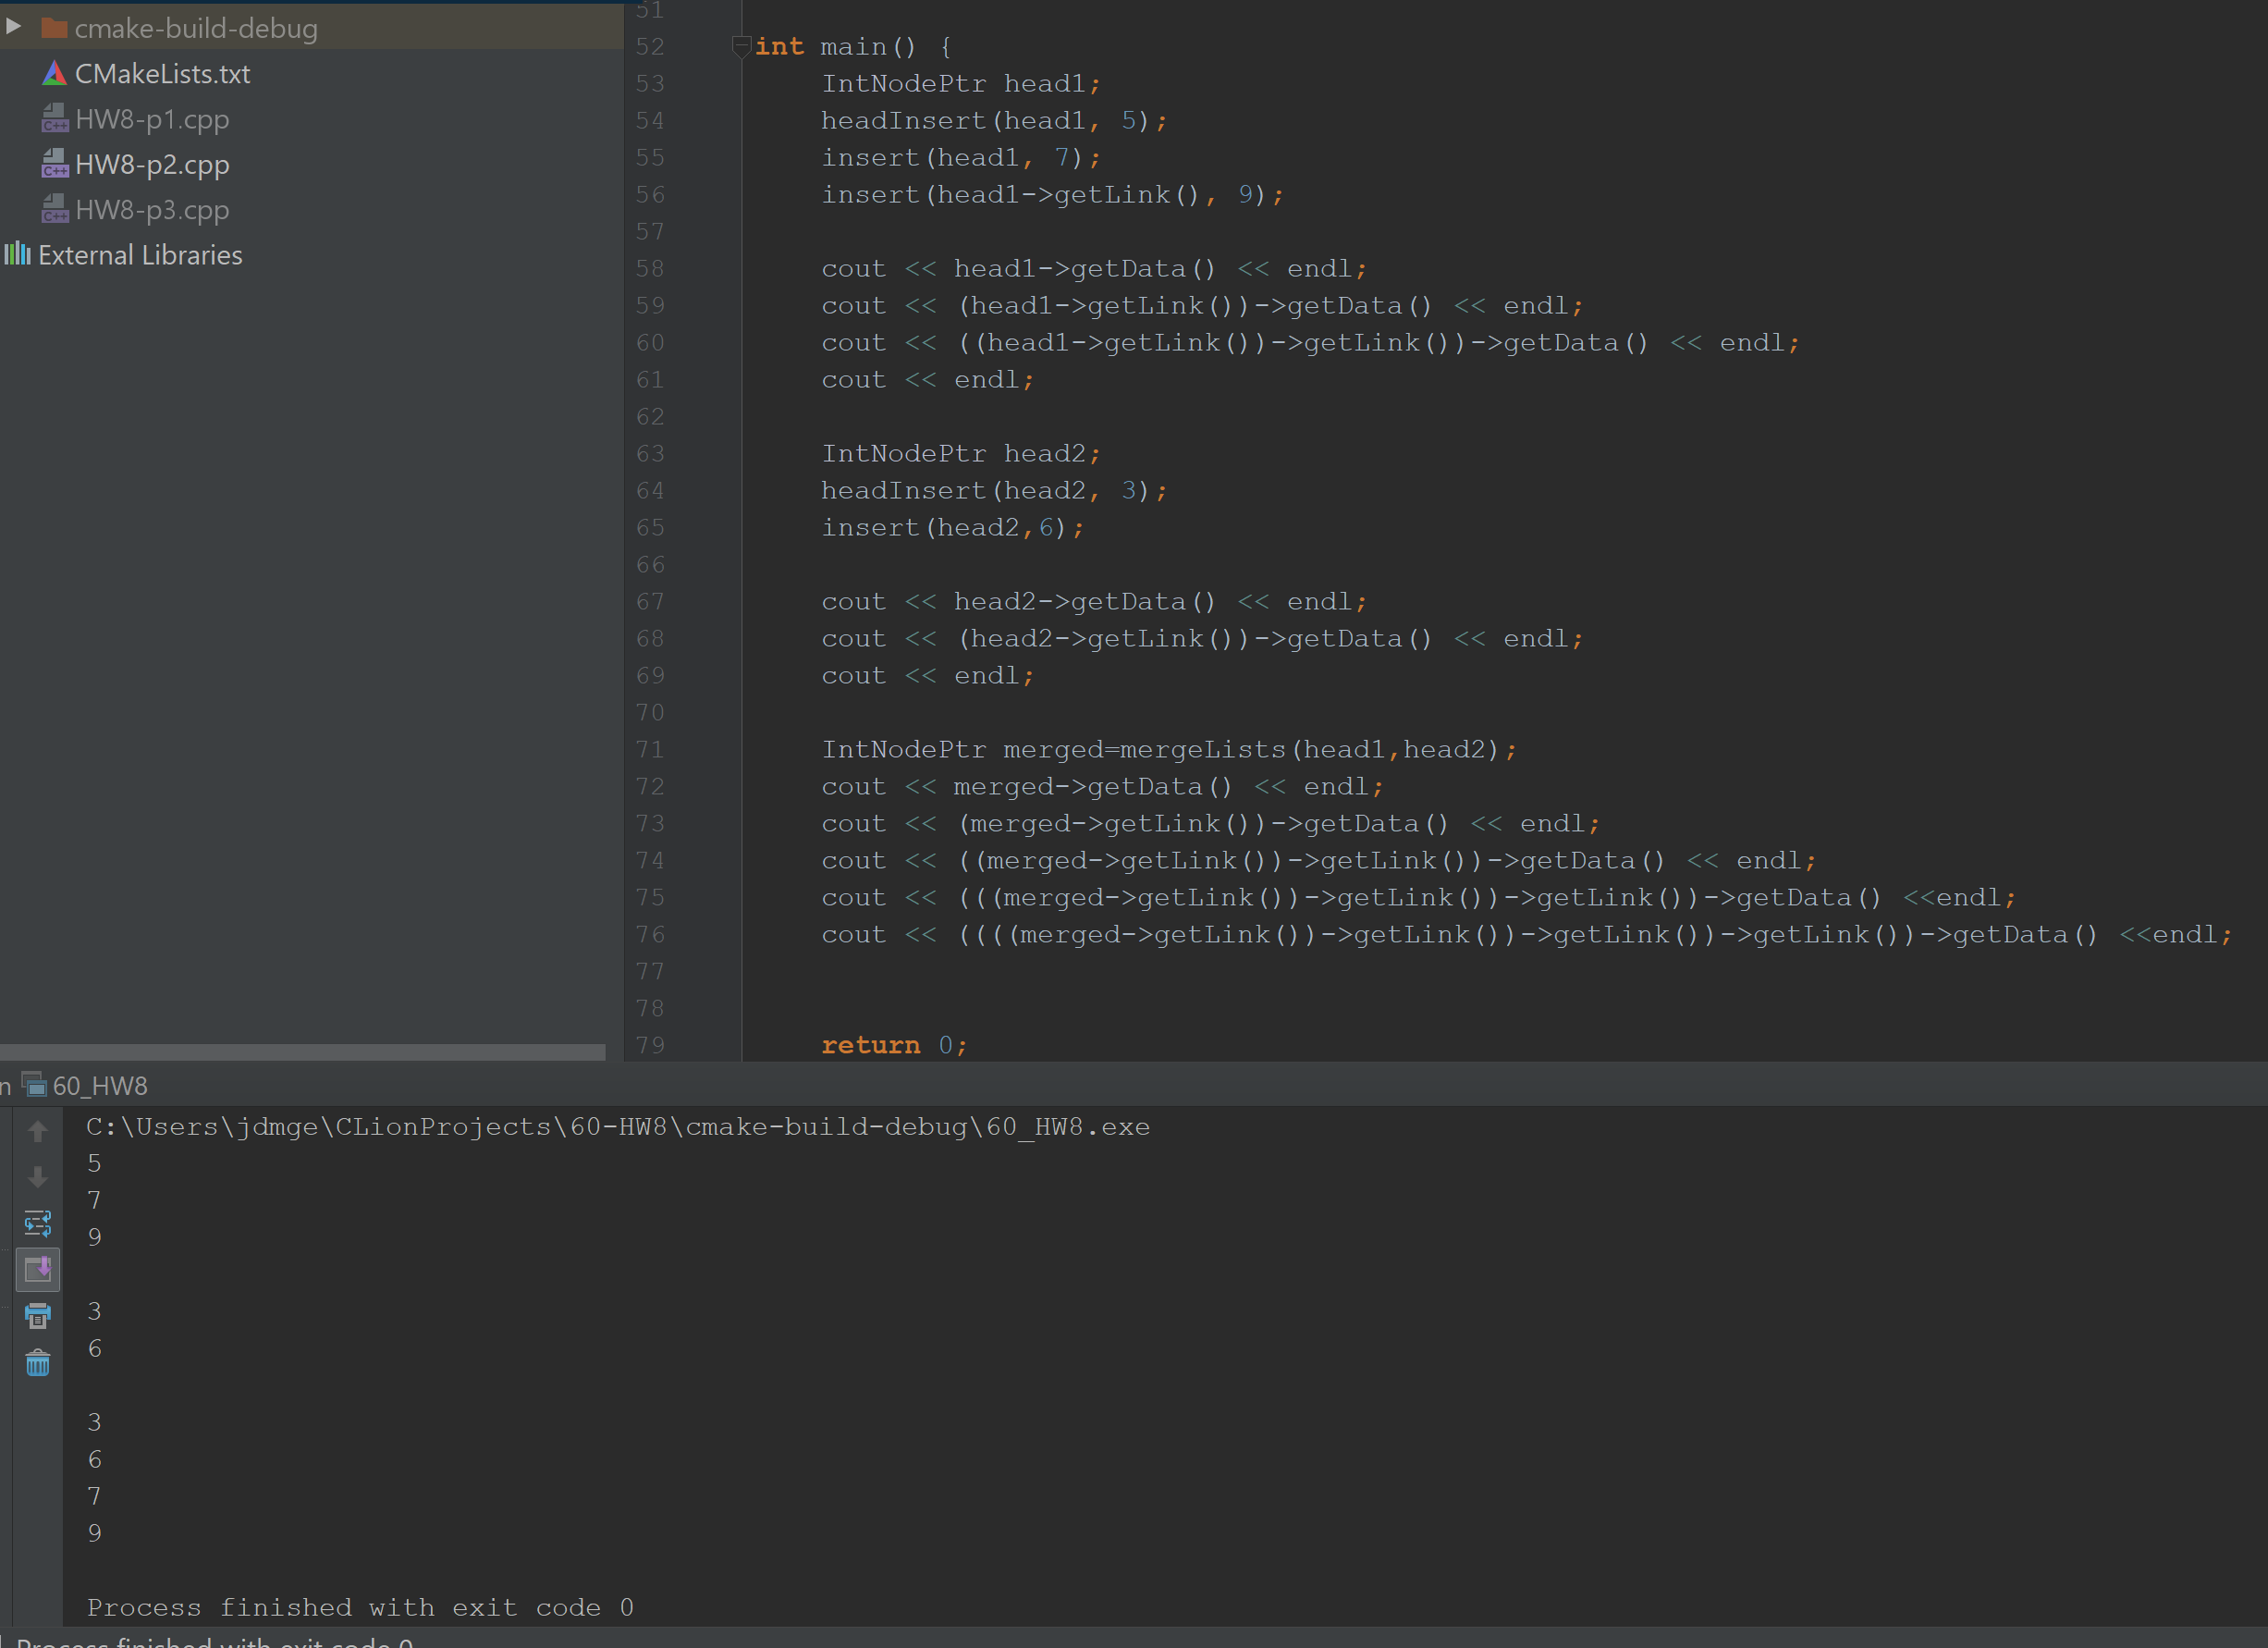 cmake-build-debug
CMakeLists.txt
HW8-p1.cpp
HW8-p2.cpp
HW8-p3.cpp
External Libraries
51
52 int main() {
53 IntNodePtr head1;
54 headInsert(head1, 5);
55 insert(head1, 7);
56 insert(head1->getLink(), 9);
57
58 cout << head1->getData() << endl;
59 cout << (head1->getLink())->getData() << endl;
60 cout << ((head1->getLink())->getLink())->getData() << endl;
61 cout << endl;
62
63 IntNodePtr head2;
64 headInsert(head2, 3);
65 insert(head2,6);
66
67 cout << head2->getData() << endl;
68 cout << (head2->getLink())->getData() << endl;
69 cout << endl;
70
71 IntNodePtr merged=mergeLists(head1,head2);
72 cout << merged->getData() << endl;
73 cout << (merged->getLink())->getData() << endl;
74 cout << ((merged->getLink())->getLink())->getData() << endl;
75 cout << (((merged->getLink())->getLink())->getLink())->getData() <<endl;
76 cout << ((((merged->getLink())->getLink())->getLink())->getLink())->getData() <<endl;
77
78
79 return 0;
n 60_HW8
C:\Users\jdmge\CLionProjects\60-HW8\cmake-build-debug\60_HW8.exe
5
7
9
3
6
3
6
7
9
Process finished with exit code 0
Process finished with exit code 0